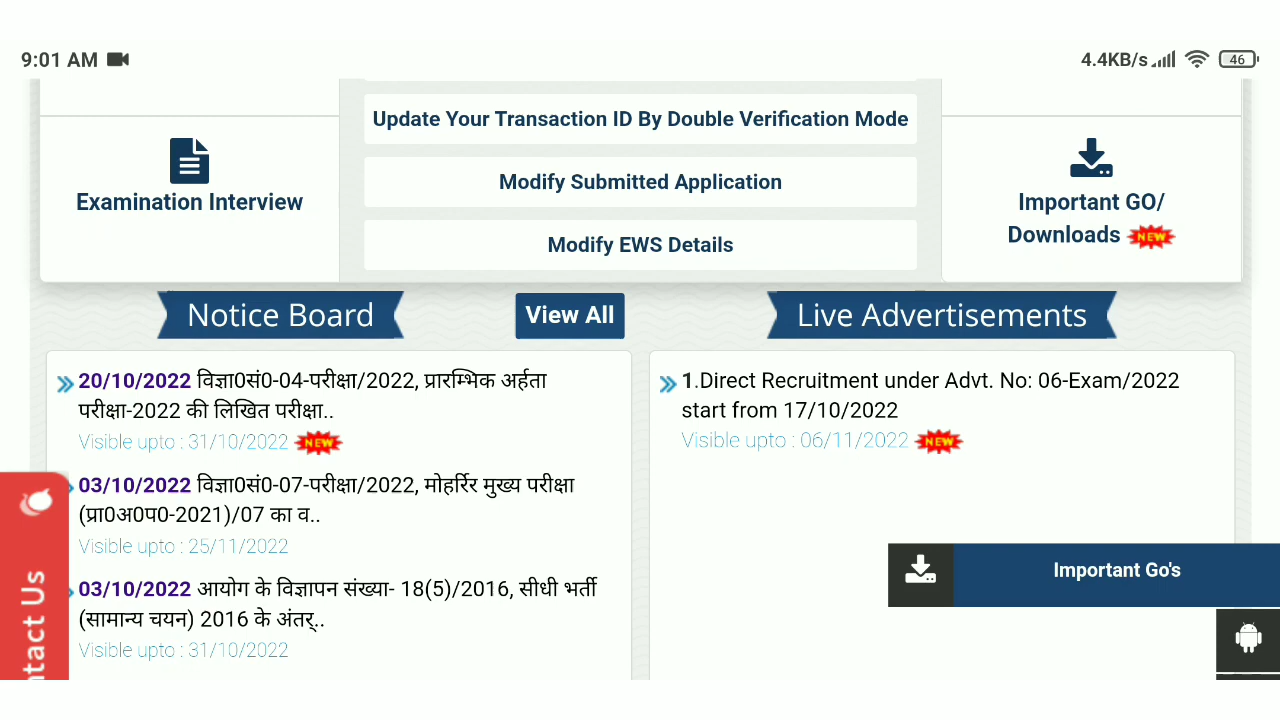 9:01 AM
4.4KB/s
46
Update Your Transaction ID By Double Verification Mode
Modify Submitted Application
Modify EWS Details
Examination Interview
Important GO/
Downloads NEW
Notice Board
View All
Live Advertisements
20/10/2022 विज्ञा0सं0-04-परीक्षा/2022, प्रारम्भिक अर्हता
परीक्षा-2022 की लिखित परीक्षा..
Visible upto : 31/10/2022 NEW
03/10/2022 विज्ञा0सं0-07-परीक्षा/2022, मोहर्रिर मुख्य परीक्षा
(प्रा0अ0प0-2021)/07 का व..
Visible upto : 25/11/2022
03/10/2022 आयोग के विज्ञापन संख्या- 18(5)/2016, सीधी भर्ती
(सामान्य चयन) 2016 के अंतर्..
Visible upto : 31/10/2022
1.Direct Recruitment under Advt. No: 06-Exam/2022
start from 17/10/2022
Visible upto : 06/11/2022 NEW
Important Go's
ntact Us